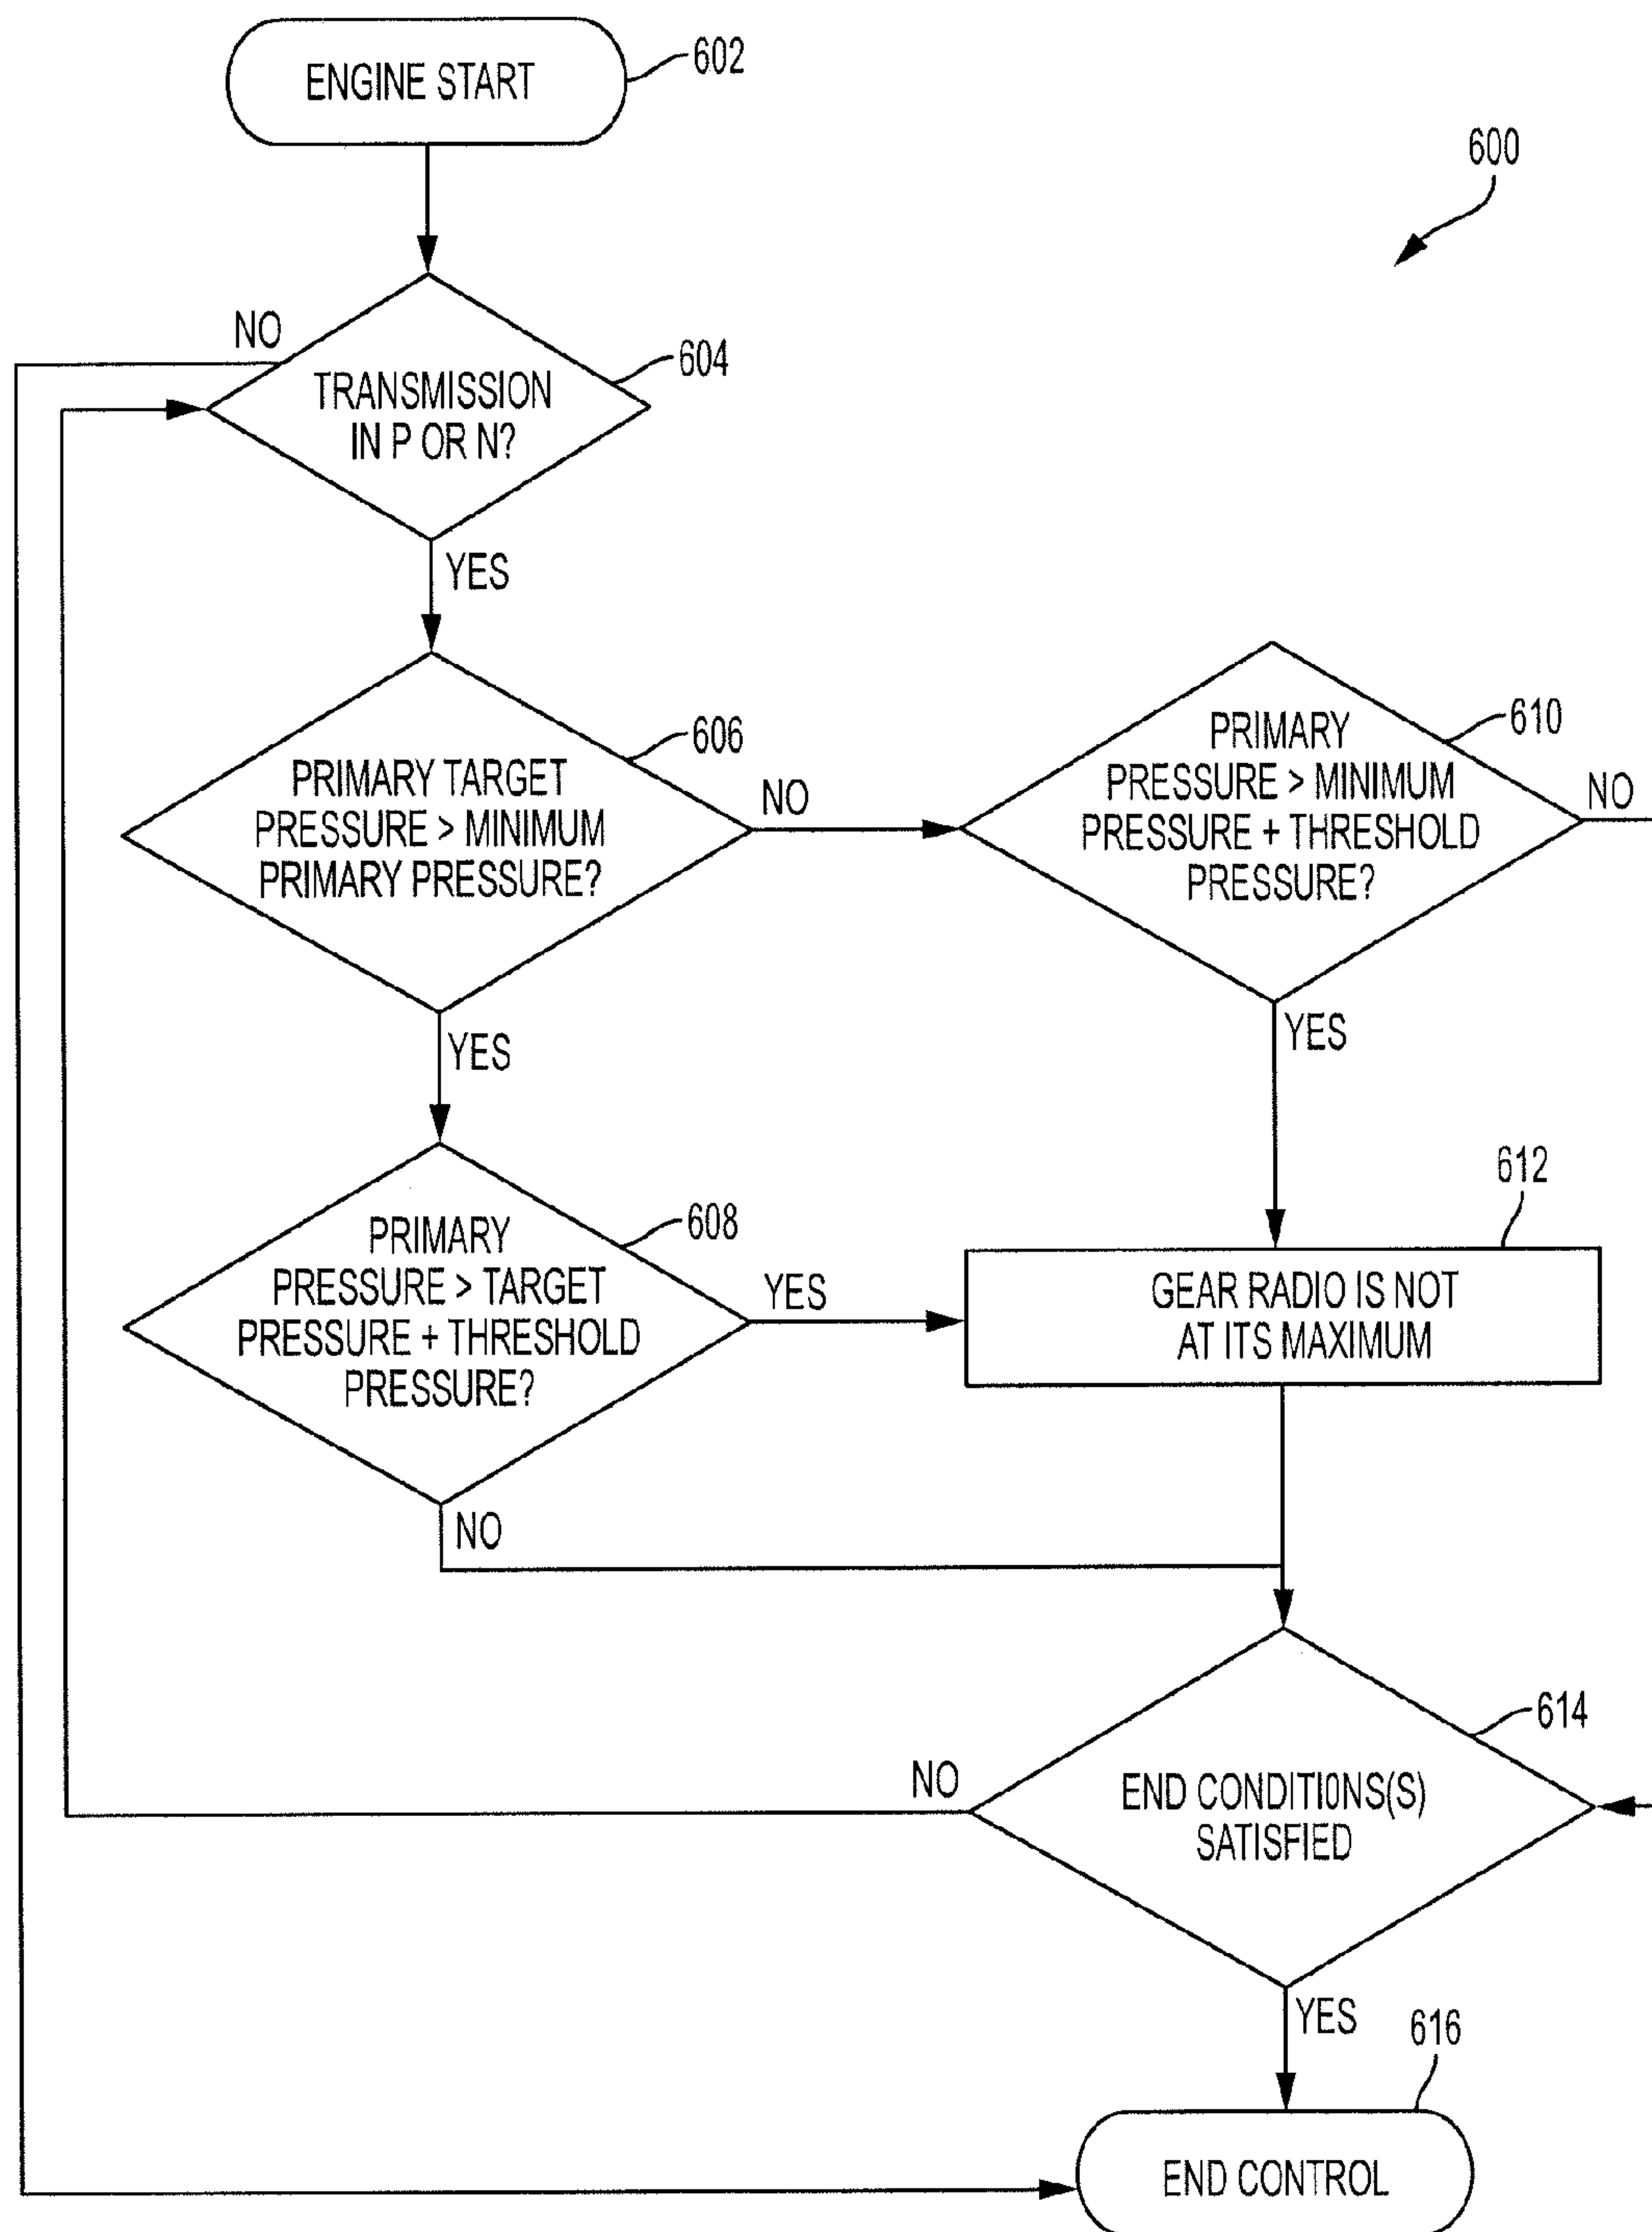 ENGINE START
602
600
NO
604
TRANSMISSION
IN P OR N?
YES
606
PRIMARY TARGET
PRESSURE > MINIMUM
PRIMARY PRESSURE?
NO
610
PRIMARY
PRESSURE > MINIMUM
PRESSURE + THRESHOLD
PRESSURE?
NO
YES
YES
608
PRIMARY
PRESSURE > TARGET
PRESSURE + THRESHOLD
PRESSURE?
YES
612
GEAR RADIO IS NOT
AT ITS MAXIMUM
NO
614
NO
END CONDITIONS(S)
SATISFIED
YES
616
END CONTROL